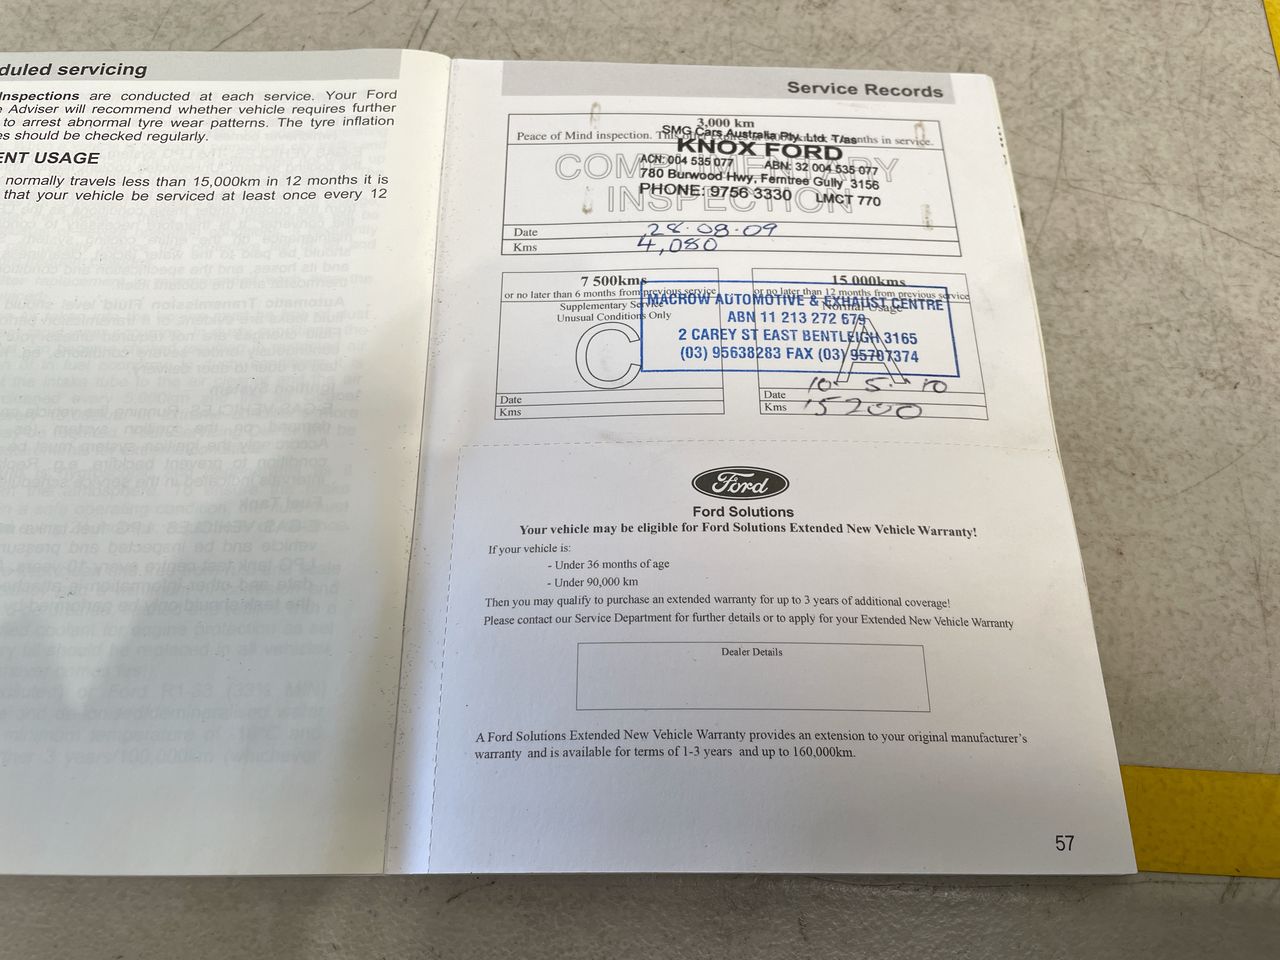 duled servicing
Inspections are conducted at each service. Your Ford
e Adviser will recommend whether vehicle requires further
to arrest abnormal tyre wear patterns. The tyre inflation
es should be checked regularly.
ENT USAGE
normally travels less than 15,000km in 12 months it is
that your vehicle be serviced at least once every 12
Service Records
3,000 km
Peace of Mind inspection. This nths in service.
COMPLIMENTARY
INSPECTION
SMG Cars Australia Pty. Ltd. T/as
KNOX FORD
ACN: 004 535 077 ABN: 32 004 535 077
780 Burwood Hwy, Ferntree Gully 3156
PHONE: 9756 3330 LMCT 770
Date 28.08.09
Kms 4,080
7 500kms
or no later than 6 months from previous service
Supplementary Service
Unusual Conditions Only
C
Date
Kms
15 000kms
or no later than 12 months from previous service
Normal Usage
A
Date 10 5. 10
Kms 15200
MACROW AUTOMOTIVE & EXHAUST CENTRE
ABN 11 213 272 679
2 CAREY ST EAST BENTLEIGH 3165
(03) 95638283 FAX (03) 95707374
Ford
Ford Solutions
Your vehicle may be eligible for Ford Solutions Extended New Vehicle Warranty!
If your vehicle is:
- Under 36 months of age
- Under 90,000 km
Then you may qualify to purchase an extended warranty for up to 3 years of additional coverage!
Please contact our Service Department for further details or to apply for your Extended New Vehicle Warranty
Dealer Details
A Ford Solutions Extended New Vehicle Warranty provides an extension to your original manufacturer's
warranty and is available for terms of 1-3 years and up to 160,000km.
57